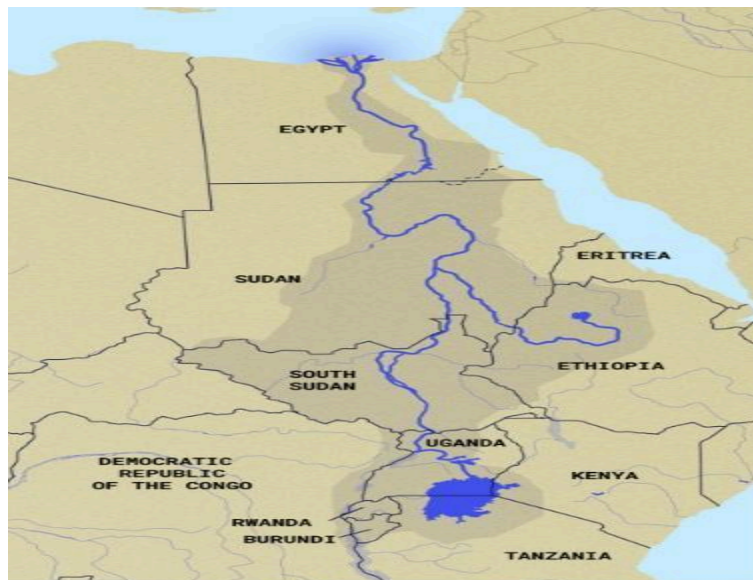 EGYPT
ERITREA
SUDAN
ETHIOPIA
SOUTH
SUDAN
UGANDA
DEMOCRATIC
REPUBLIC
OF THE CONGO
KENYA
RWANDA
BURUNDI
TANZANIA